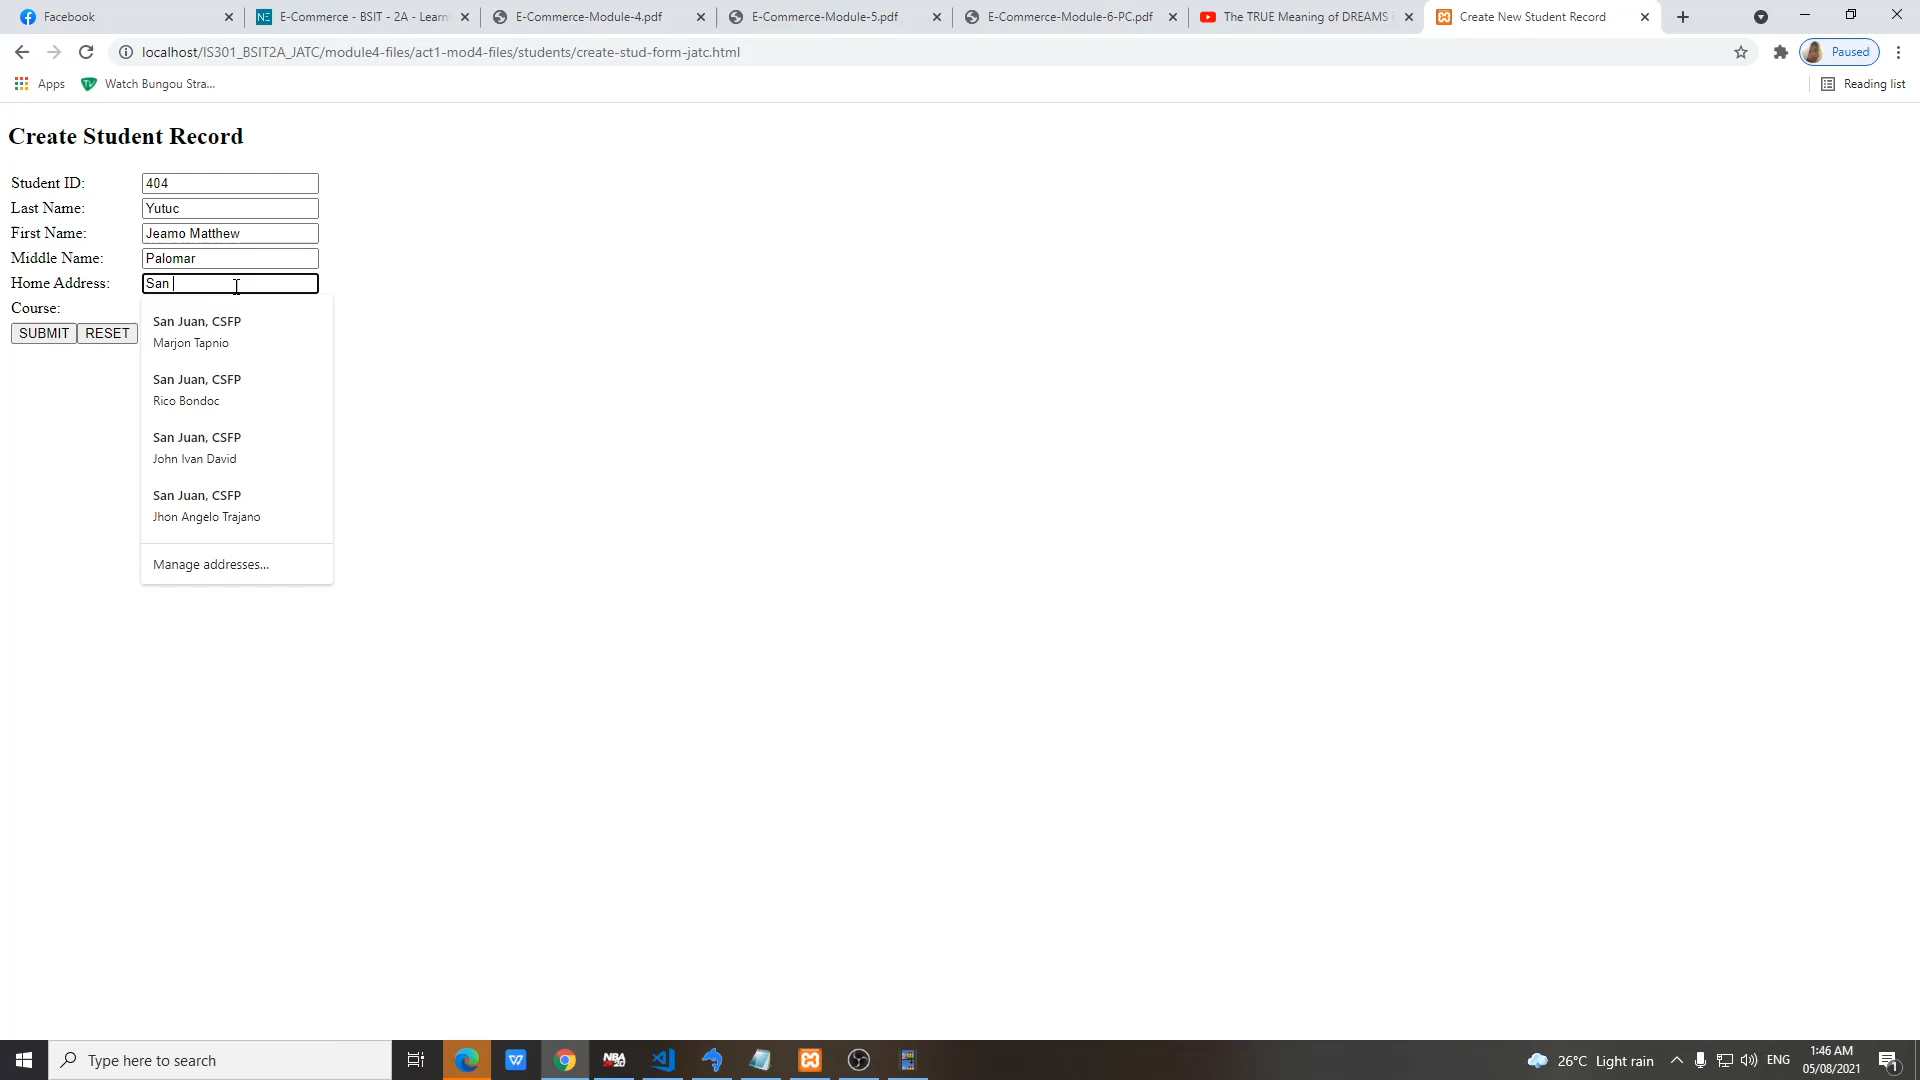 Facebook
E-Commerce - BSIT - 2A - Learni
E-Commerce-Module-4.pdf
E-Commerce-Module-5.pdf
E-Commerce-Module-6-PC.pdf
The TRUE Meaning of DREAMS
Create New Student Record
localhost/IS301_BSIT2A_JATC/module4-files/act1-mod4-files/students/create-stud-form-jatc.html
Paused
Apps
Watch Bungou Stra...
Reading list
Create Student Record
Student ID: 404
Last Name: Yutuc
First Name: Jeamo Matthew
Middle Name: Palomar
Home Address: San
Course:
SUBMIT RESET
San Juan, CSFP
Marjon Tapnio
San Juan, CSFP
Rico Bondoc
San Juan, CSFP
John Ivan David
San Juan, CSFP
Jhon Angelo Trajano
Manage addresses...
Type here to search
26°C Light rain
ENG
1:46 AM
05/08/2021
1